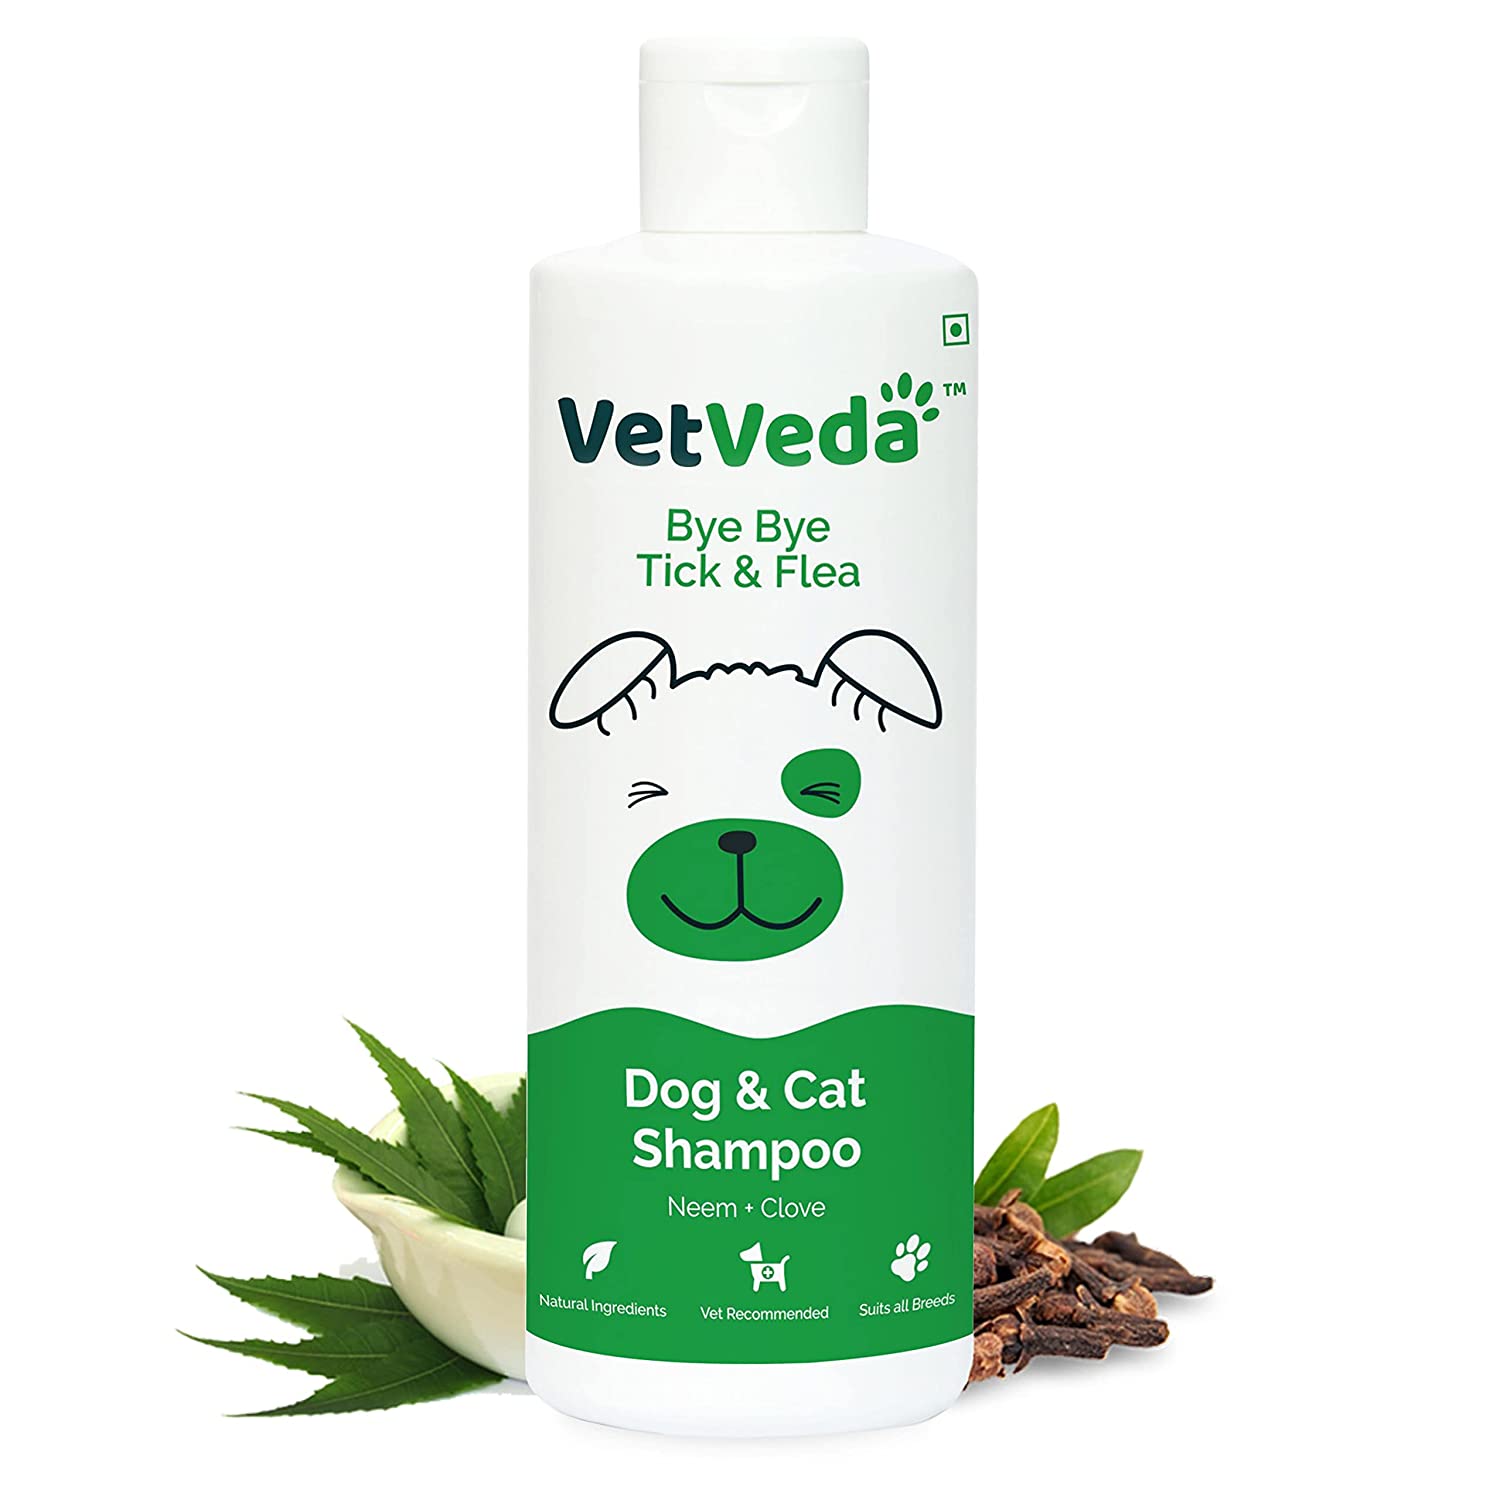 VetVeda™
Bye Bye
Tick & Flea
Dog & Cat
Shampoo
Neem + Clove
Natural Ingredients
Vet Recommended
Suits all Breeds